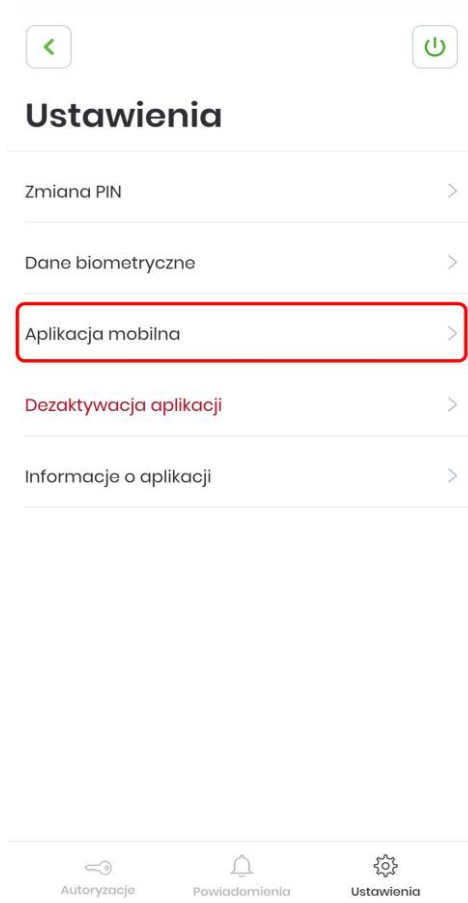 Ustawienia
Zmiana PIN
Dane biometryczne
Aplikacja mobilna
Dezaktywacja aplikacji
Informacje o aplikacji
Autoryzacje
Powiadomienia
Ustawienia